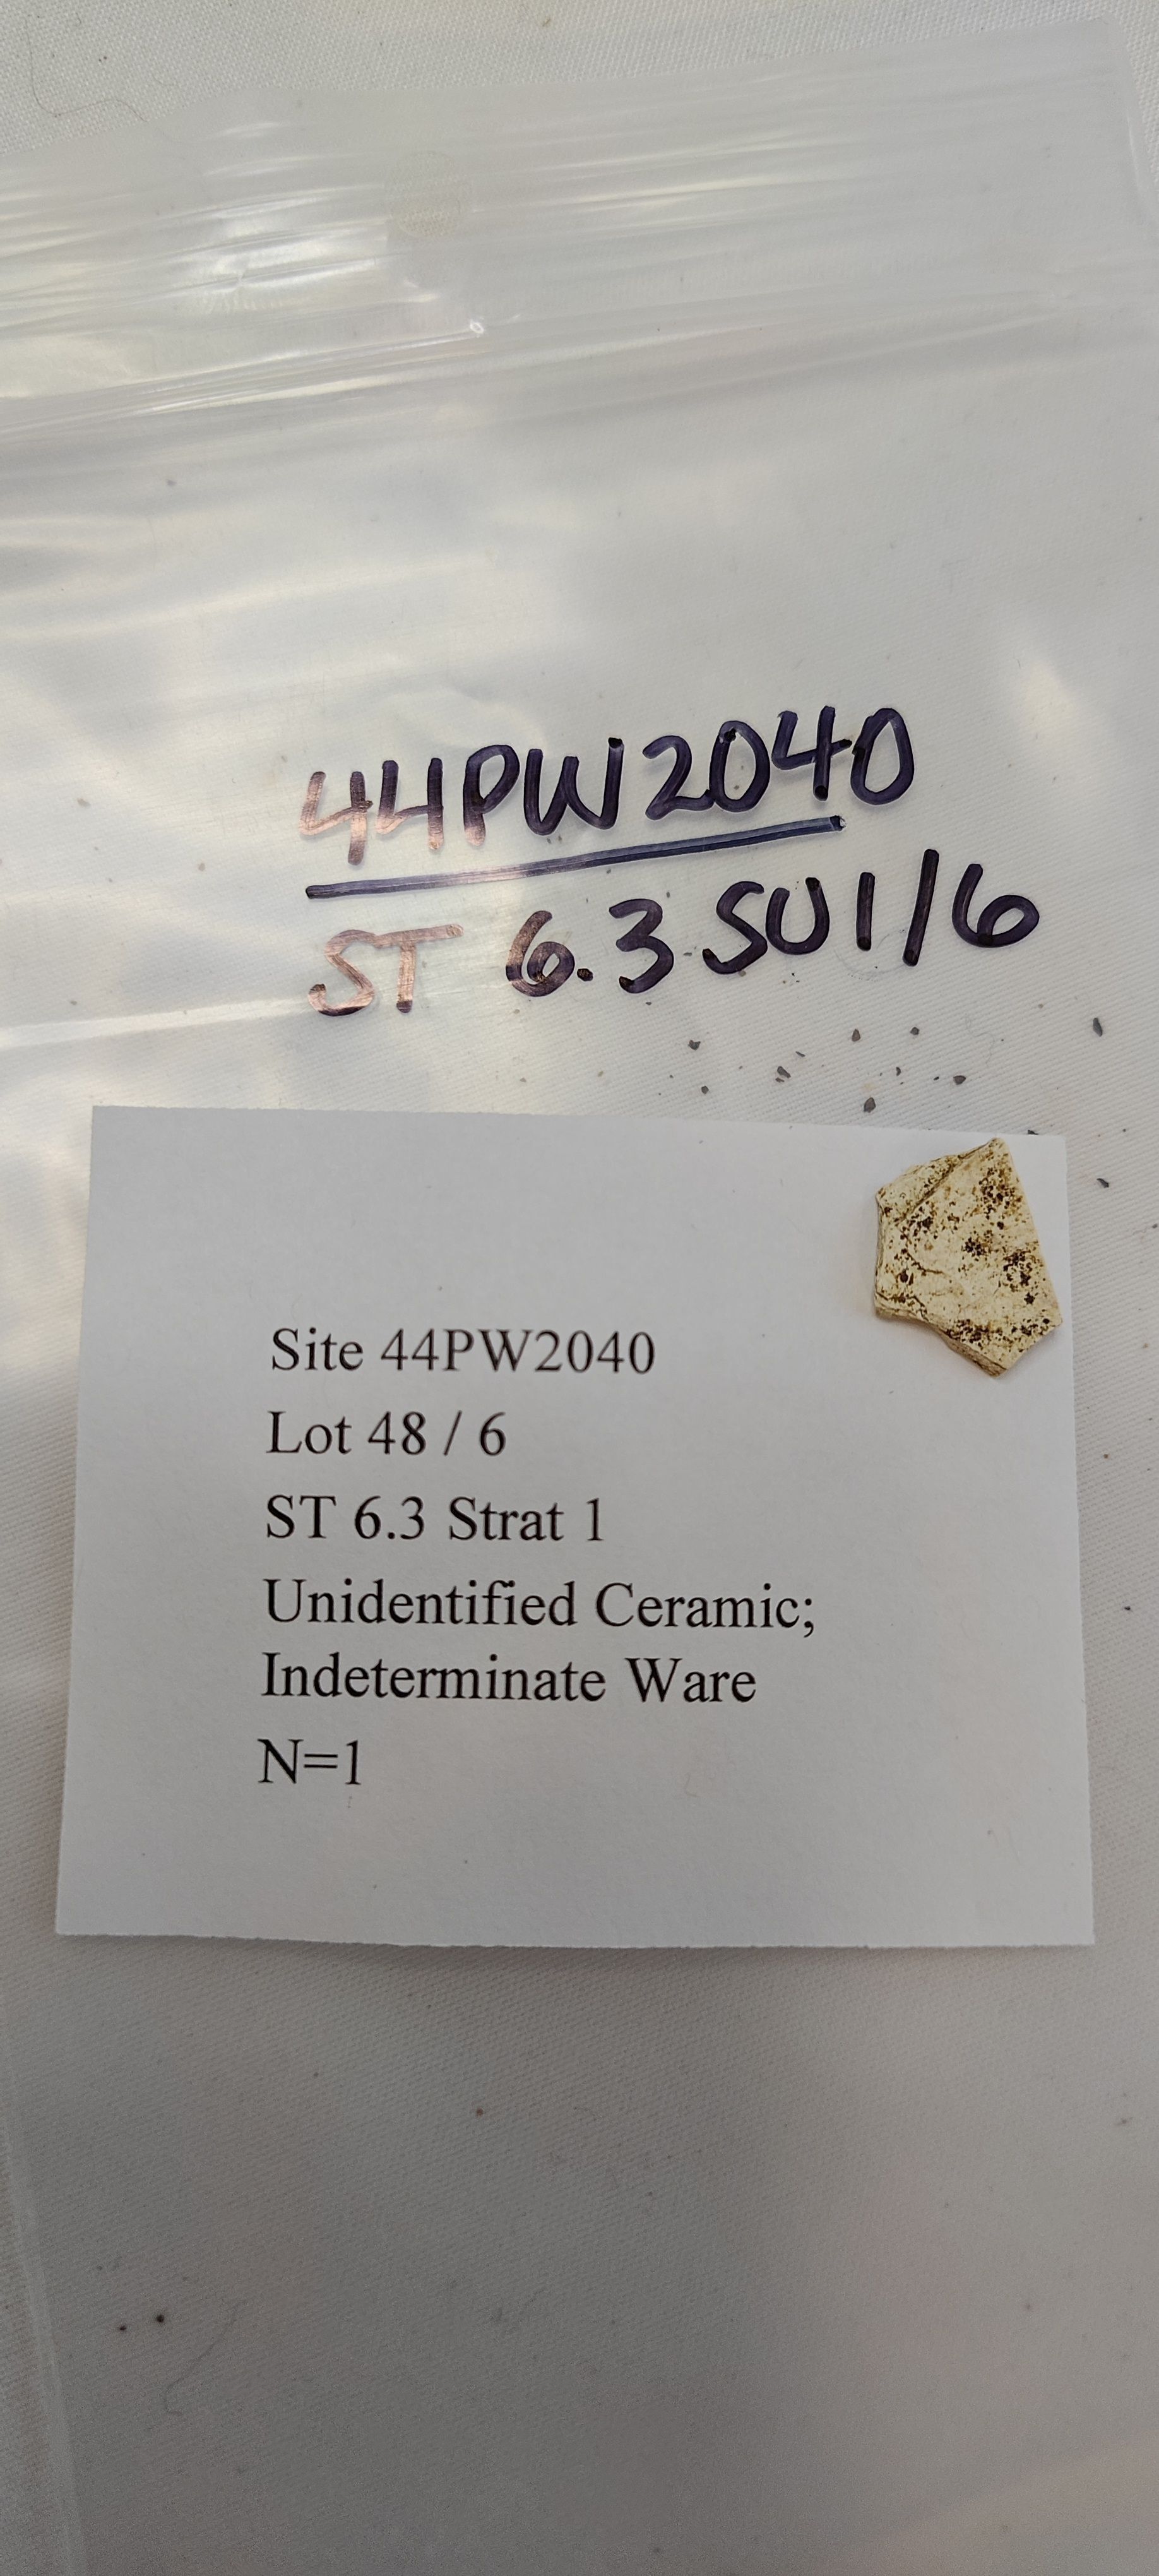 44PW2040
ST 6.3 SU1/6
Site 44PW2040
Lot 48 / 6
ST 6.3 Strat 1
Unidentified Ceramic;
Indeterminate Ware
N=1